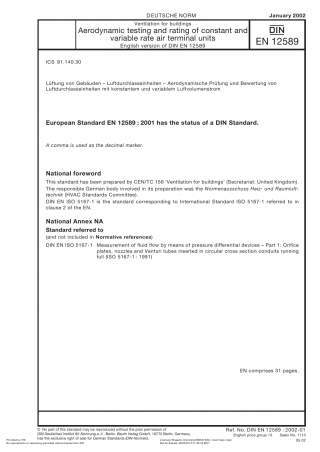 DEUTSCHE NORM
January 2002
Ventilation for buildings
Aerodynamic testing and rating of constant and
variable rate air terminal units
English version of DIN EN 12589
DIN
EN 12589
ICS 91.140.30
Lüftung von Gebäuden – Luftdurchlasseinheiten – Aerodynamische Prüfung und Bewertung von
Luftdurchlasseinheiten mit konstantem und variablem Luftvolumenstrom
European Standard EN 12589 : 2001 has the status of a DIN Standard.
A comma is used as the decimal marker.
National foreword
This standard has been prepared by CEN/TC 156 ‘Ventilation for buildings’ (Secretariat: United Kingdom).
The responsible German body involved in its preparation was the Normenausschuss Heiz- und Raumluft-
technik (HVAC Standards Committee).
DIN EN ISO 5167-1 is the standard corresponding to International Standard ISO 5167-1 referred to in
clause 2 of the EN.
National Annex NA
Standard referred to
(and not included in Normative references)
DIN EN ISO 5167-1 Measurement of fluid flow by means of pressure differential devices – Part 1: Orifice
plates, nozzles and Venturi tubes inserted in circular cross section conduits running
full (ISO 5167-1 : 1991)
EN comprises 31 pages.
© No part of this standard may be reproduced without the prior permission of
DIN Deutsches Institut für Normung e.V., Berlin. Beuth Verlag GmbH, 10772 Berlin, Germany,
has the exclusive right of sale for German Standards (DIN-Normen).
Ref. No. DIN EN 12589 : 2002-01
English price group 13 Sales No. 1113
05.02